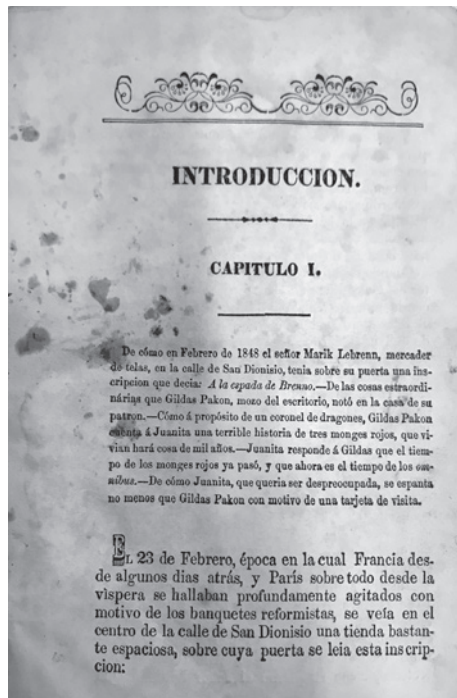 INTRODUCCION.
CAPITULO I.
De cómo en Febrero de 1848 el señor Marik Lebrenn, mercader
de telas, en la calle de San Dionisio, tenia sobre su puerta una ins-
cripcion que decia: A la espada de Brenno.—De las cosas estraordi-
nárias que Gildas Pakon, mozo del escritorio, notó en la casa de su
patron.—Cómo á propósito de un coronel de dragones, Gildas Pakon
cuenta á Juanita una terrible historia de tres monges rojos, que vi-
vian hará cosa de mil años.—Juanita responde á Gildas que el tiem-
po de los monges rojos ya pasó, y que ahora es el tiempo de los om-
nibus.—De cómo Juanita, que queria ser despreocupada, se espanta
no menos que Gildas Pakon con motivo de una tarjeta de visita.
EL 23 de Febrero, época en la cual Francia des-
de algunos dias atrás, y París sobre todo desde la
víspera se hallaban profundamente agitados con
motivo de los banquetes reformistas, se veía en el
centro de la calle de San Dionisio una tienda bastan-
te espaciosa, sobre cuya puerta se leia esta inscrip-
cion: